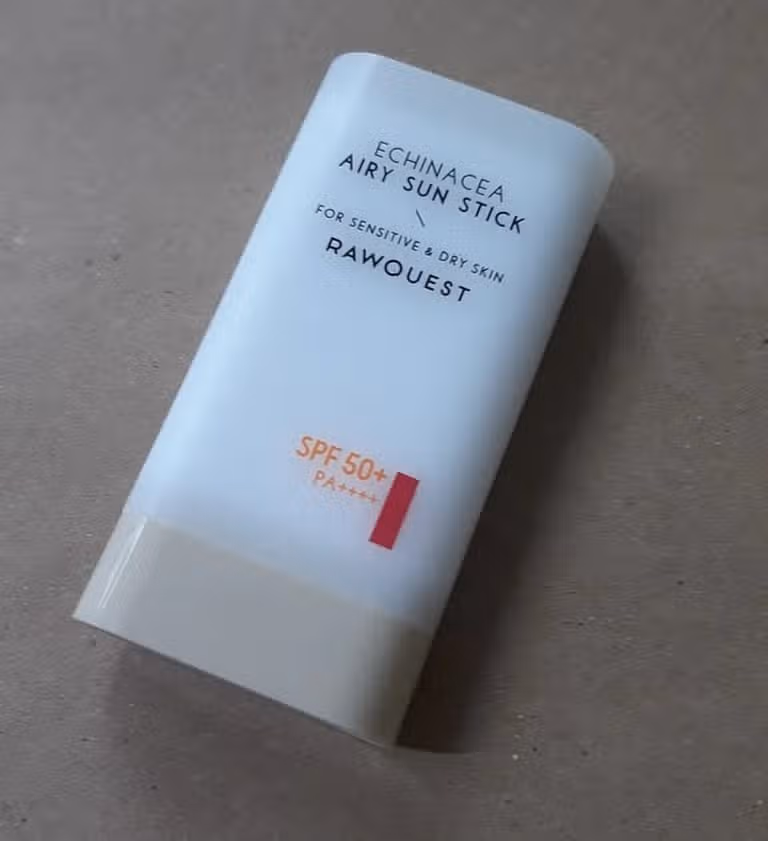 ECHINACEA
AIRY SUN STICK
\
FOR SENSITIVE & DRY SKIN
RAWQUEST
SPF 50+
PA++++